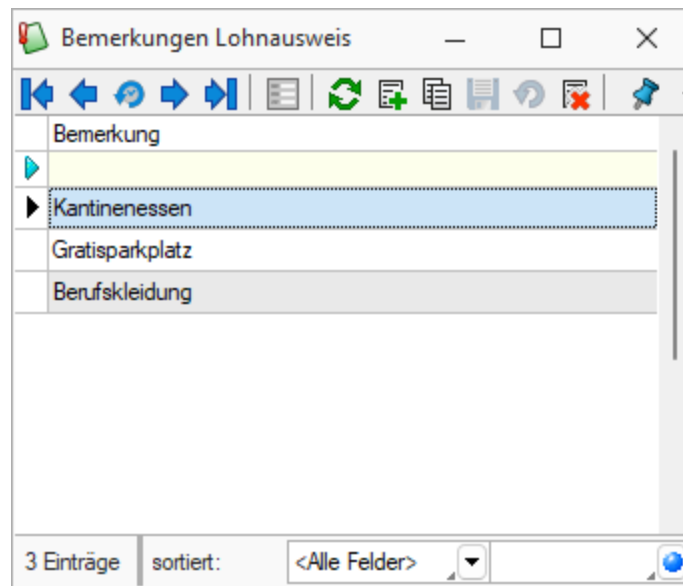 Bemerkungen Lohnausweis
Bemerkung
Kantinenessen
Gratisparkplatz
Berufskleidung
3 Einträge sortiert: <Alle Felder>